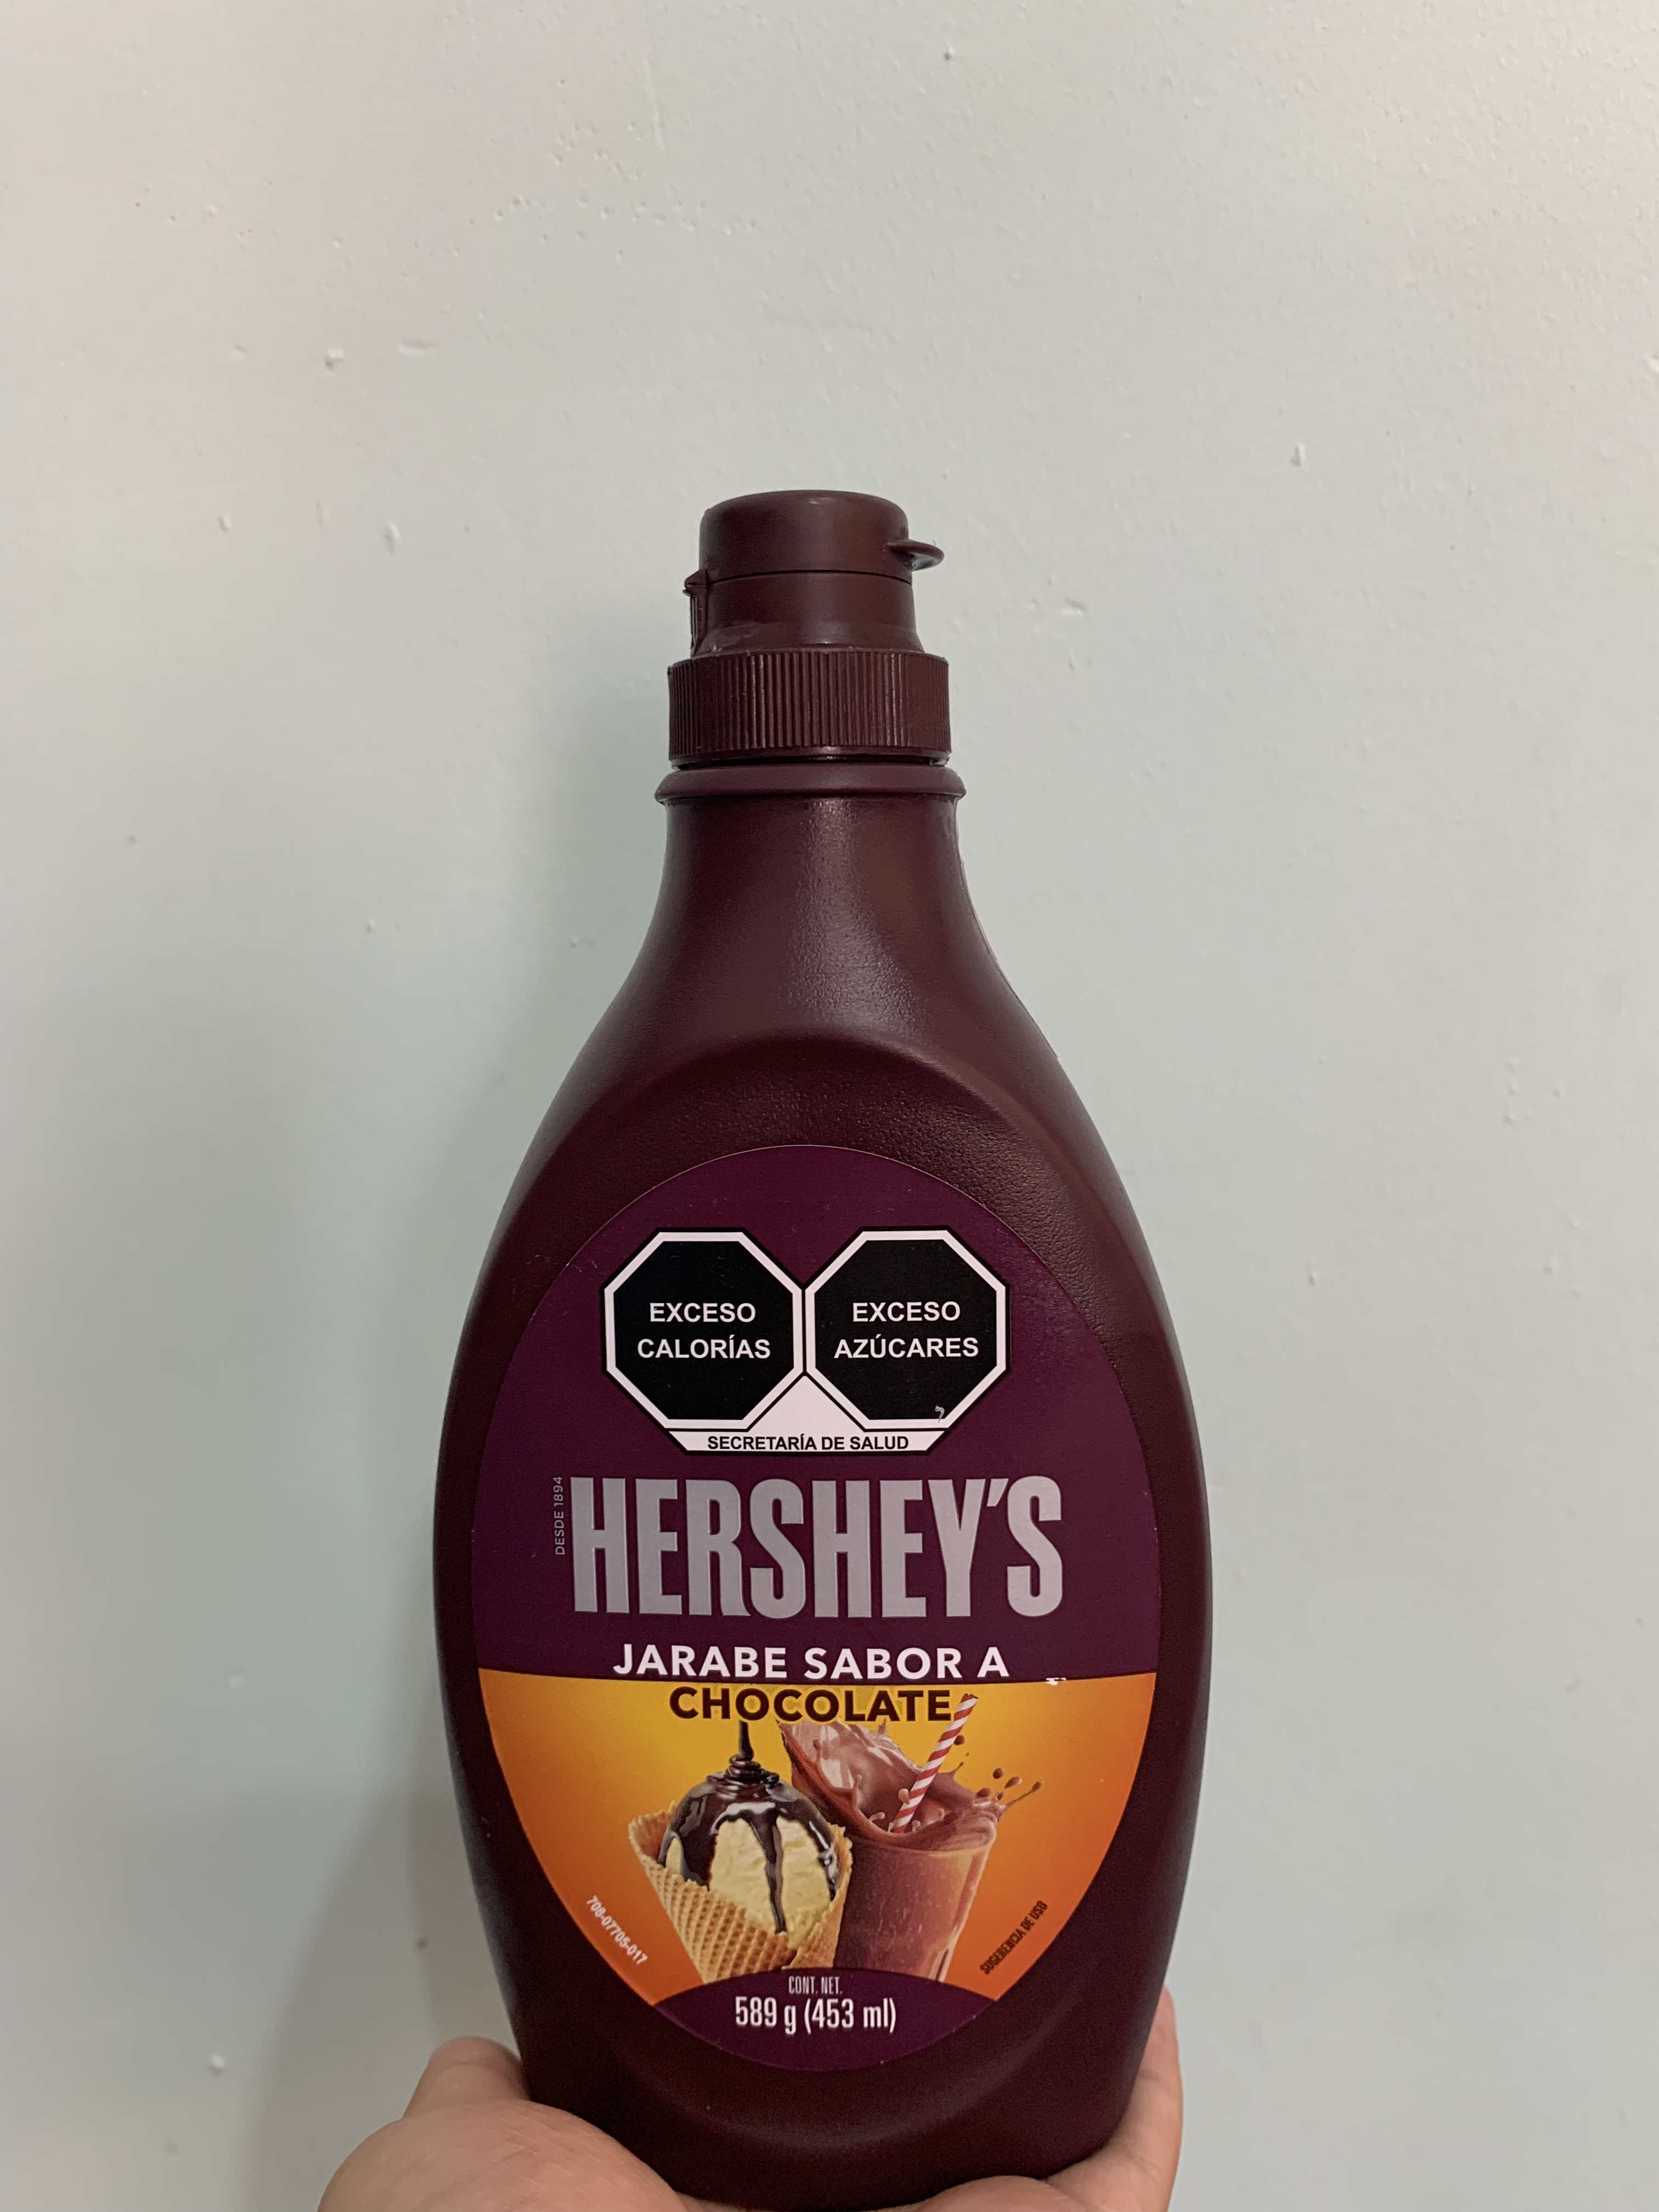 EXCESO
CALORÍAS
EXCESO
AZÚCARES
SECRETARÍA DE SALUD
DESDE 1894
HERSHEY'S
JARABE SABOR A
CHOCOLATE
708-07705-017
SUGERENCIA DE USO
CONT. NET.
589 g (453 ml)